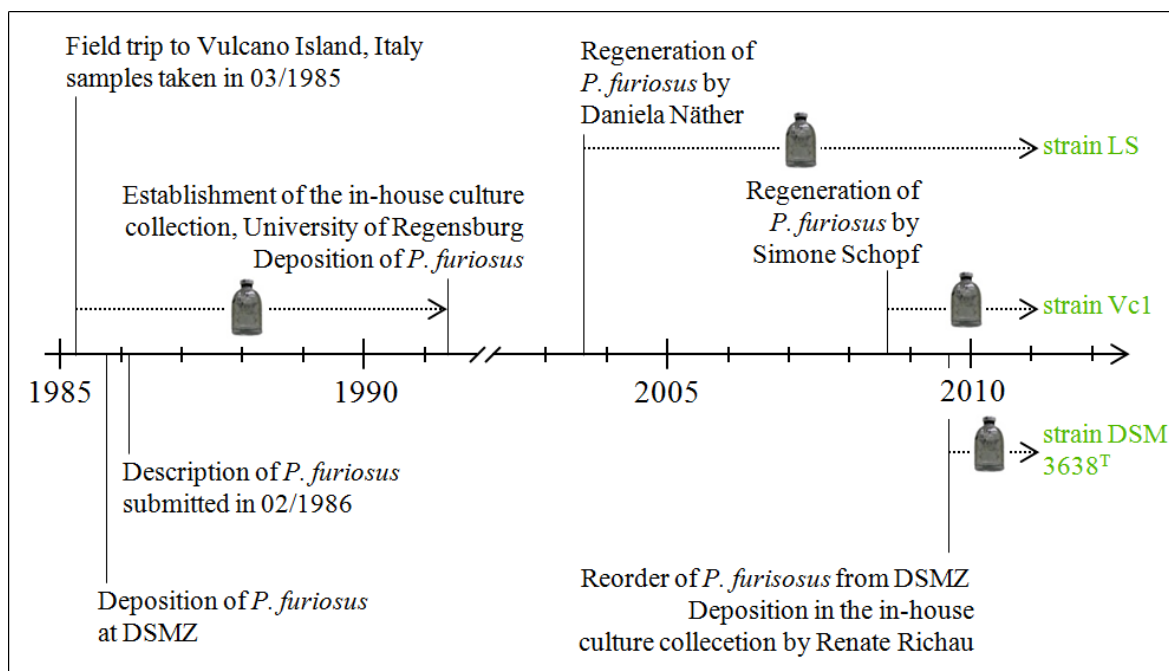 Field trip to Vulcano Island, Italy
samples taken in 03/1985
Regeneration of
P. furiosus by
Daniela Näther
strain LS
Establishment of the in-house culture
collection, University of Regensburg
Deposition of P. furiosus
Regeneration of
P. furiosus by
Simone Schopf
strain Vc1
1985
1990
2005
2010
strain DSM
3638ᵀ
Description of P. furiosus
submitted in 02/1986
Deposition of P. furiosus
at DSMZ
Reorder of P. furisosus from DSMZ
Deposition in the in-house
culture collecetion by Renate Richau